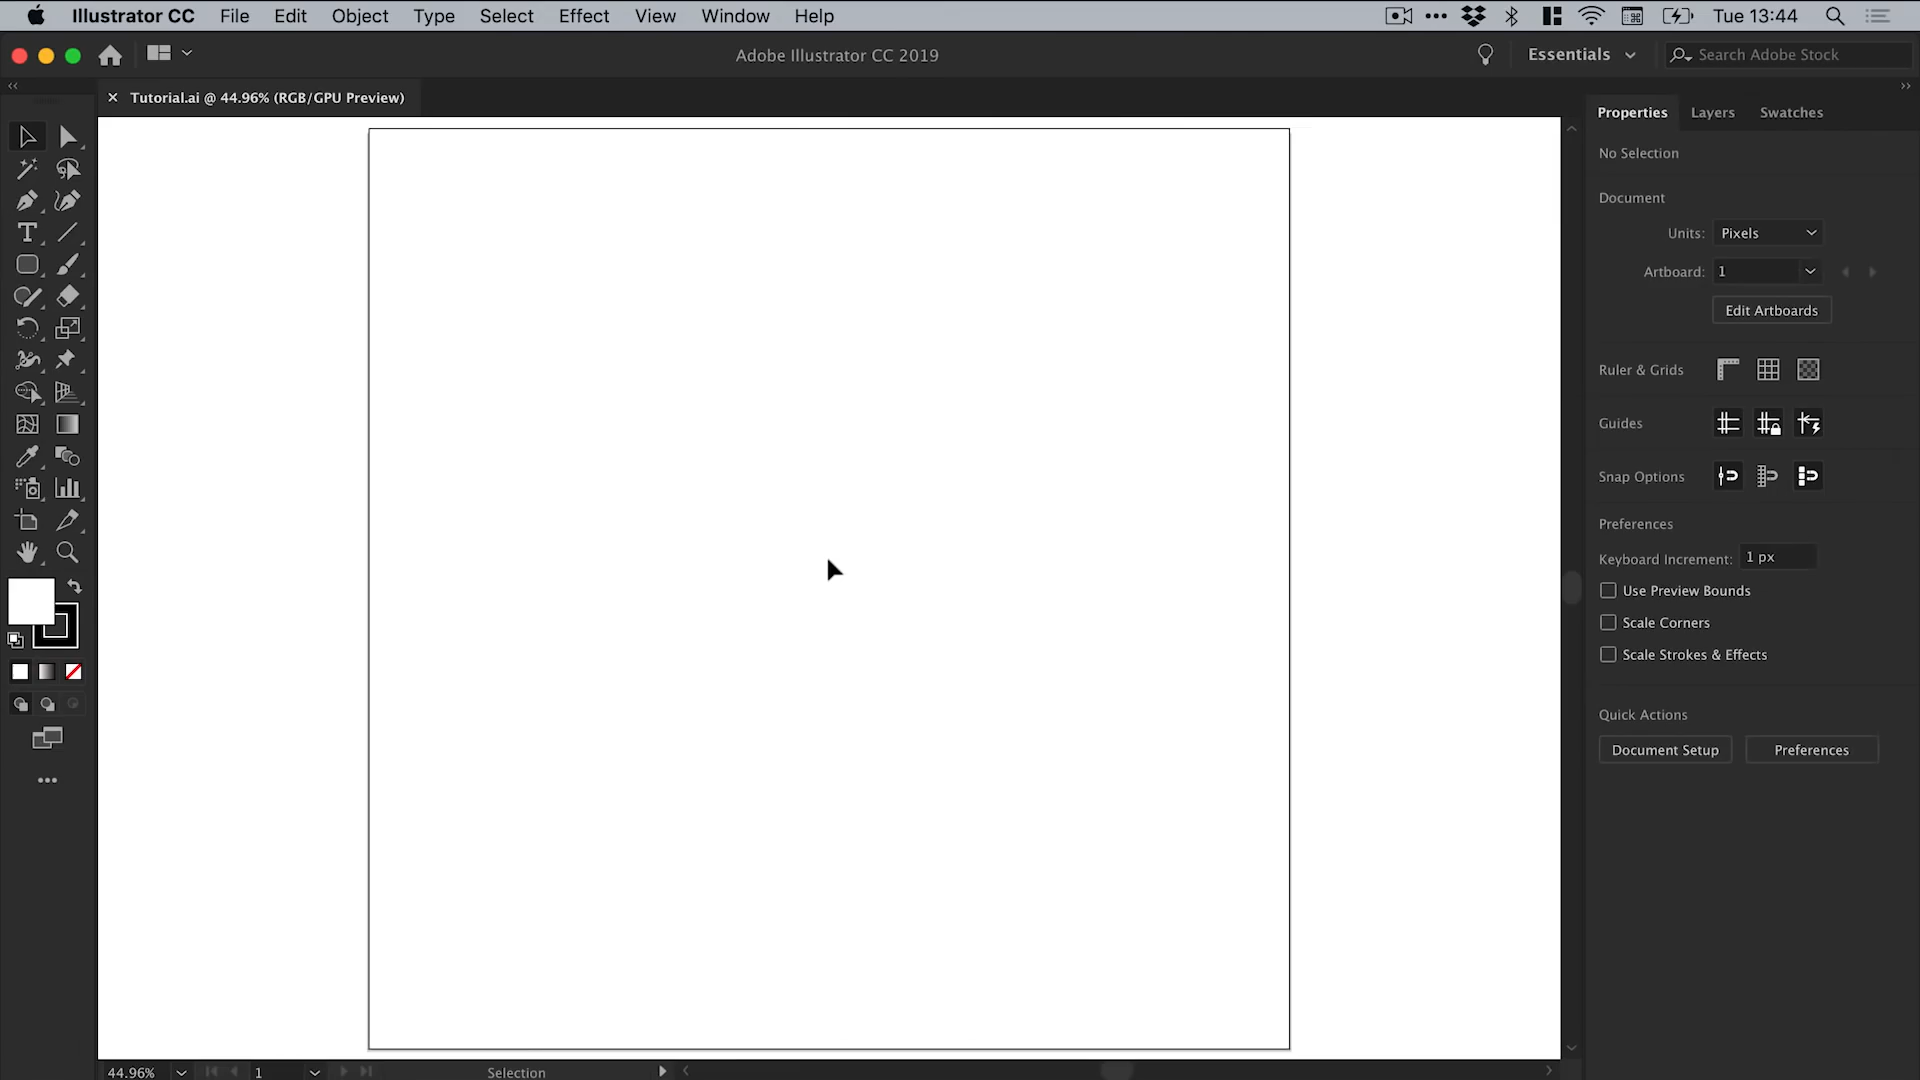 Illustrator CC File Edit Object Type Select Effect View Window Help Tue 13:44
Adobe Illustrator CC 2019 Essentials Search Adobe Stock
Tutorial.ai @ 44.96% (RGB/GPU Preview)
Properties Layers Swatches
No Selection
Document
Units: Pixels
Artboard: 1
Edit Artboards
Ruler & Grids
Guides
Snap Options
Preferences
Keyboard Increment: 1 px
Use Preview Bounds
Scale Corners
Scale Strokes & Effects
Quick Actions
Document Setup Preferences
44.96% 1 Selection